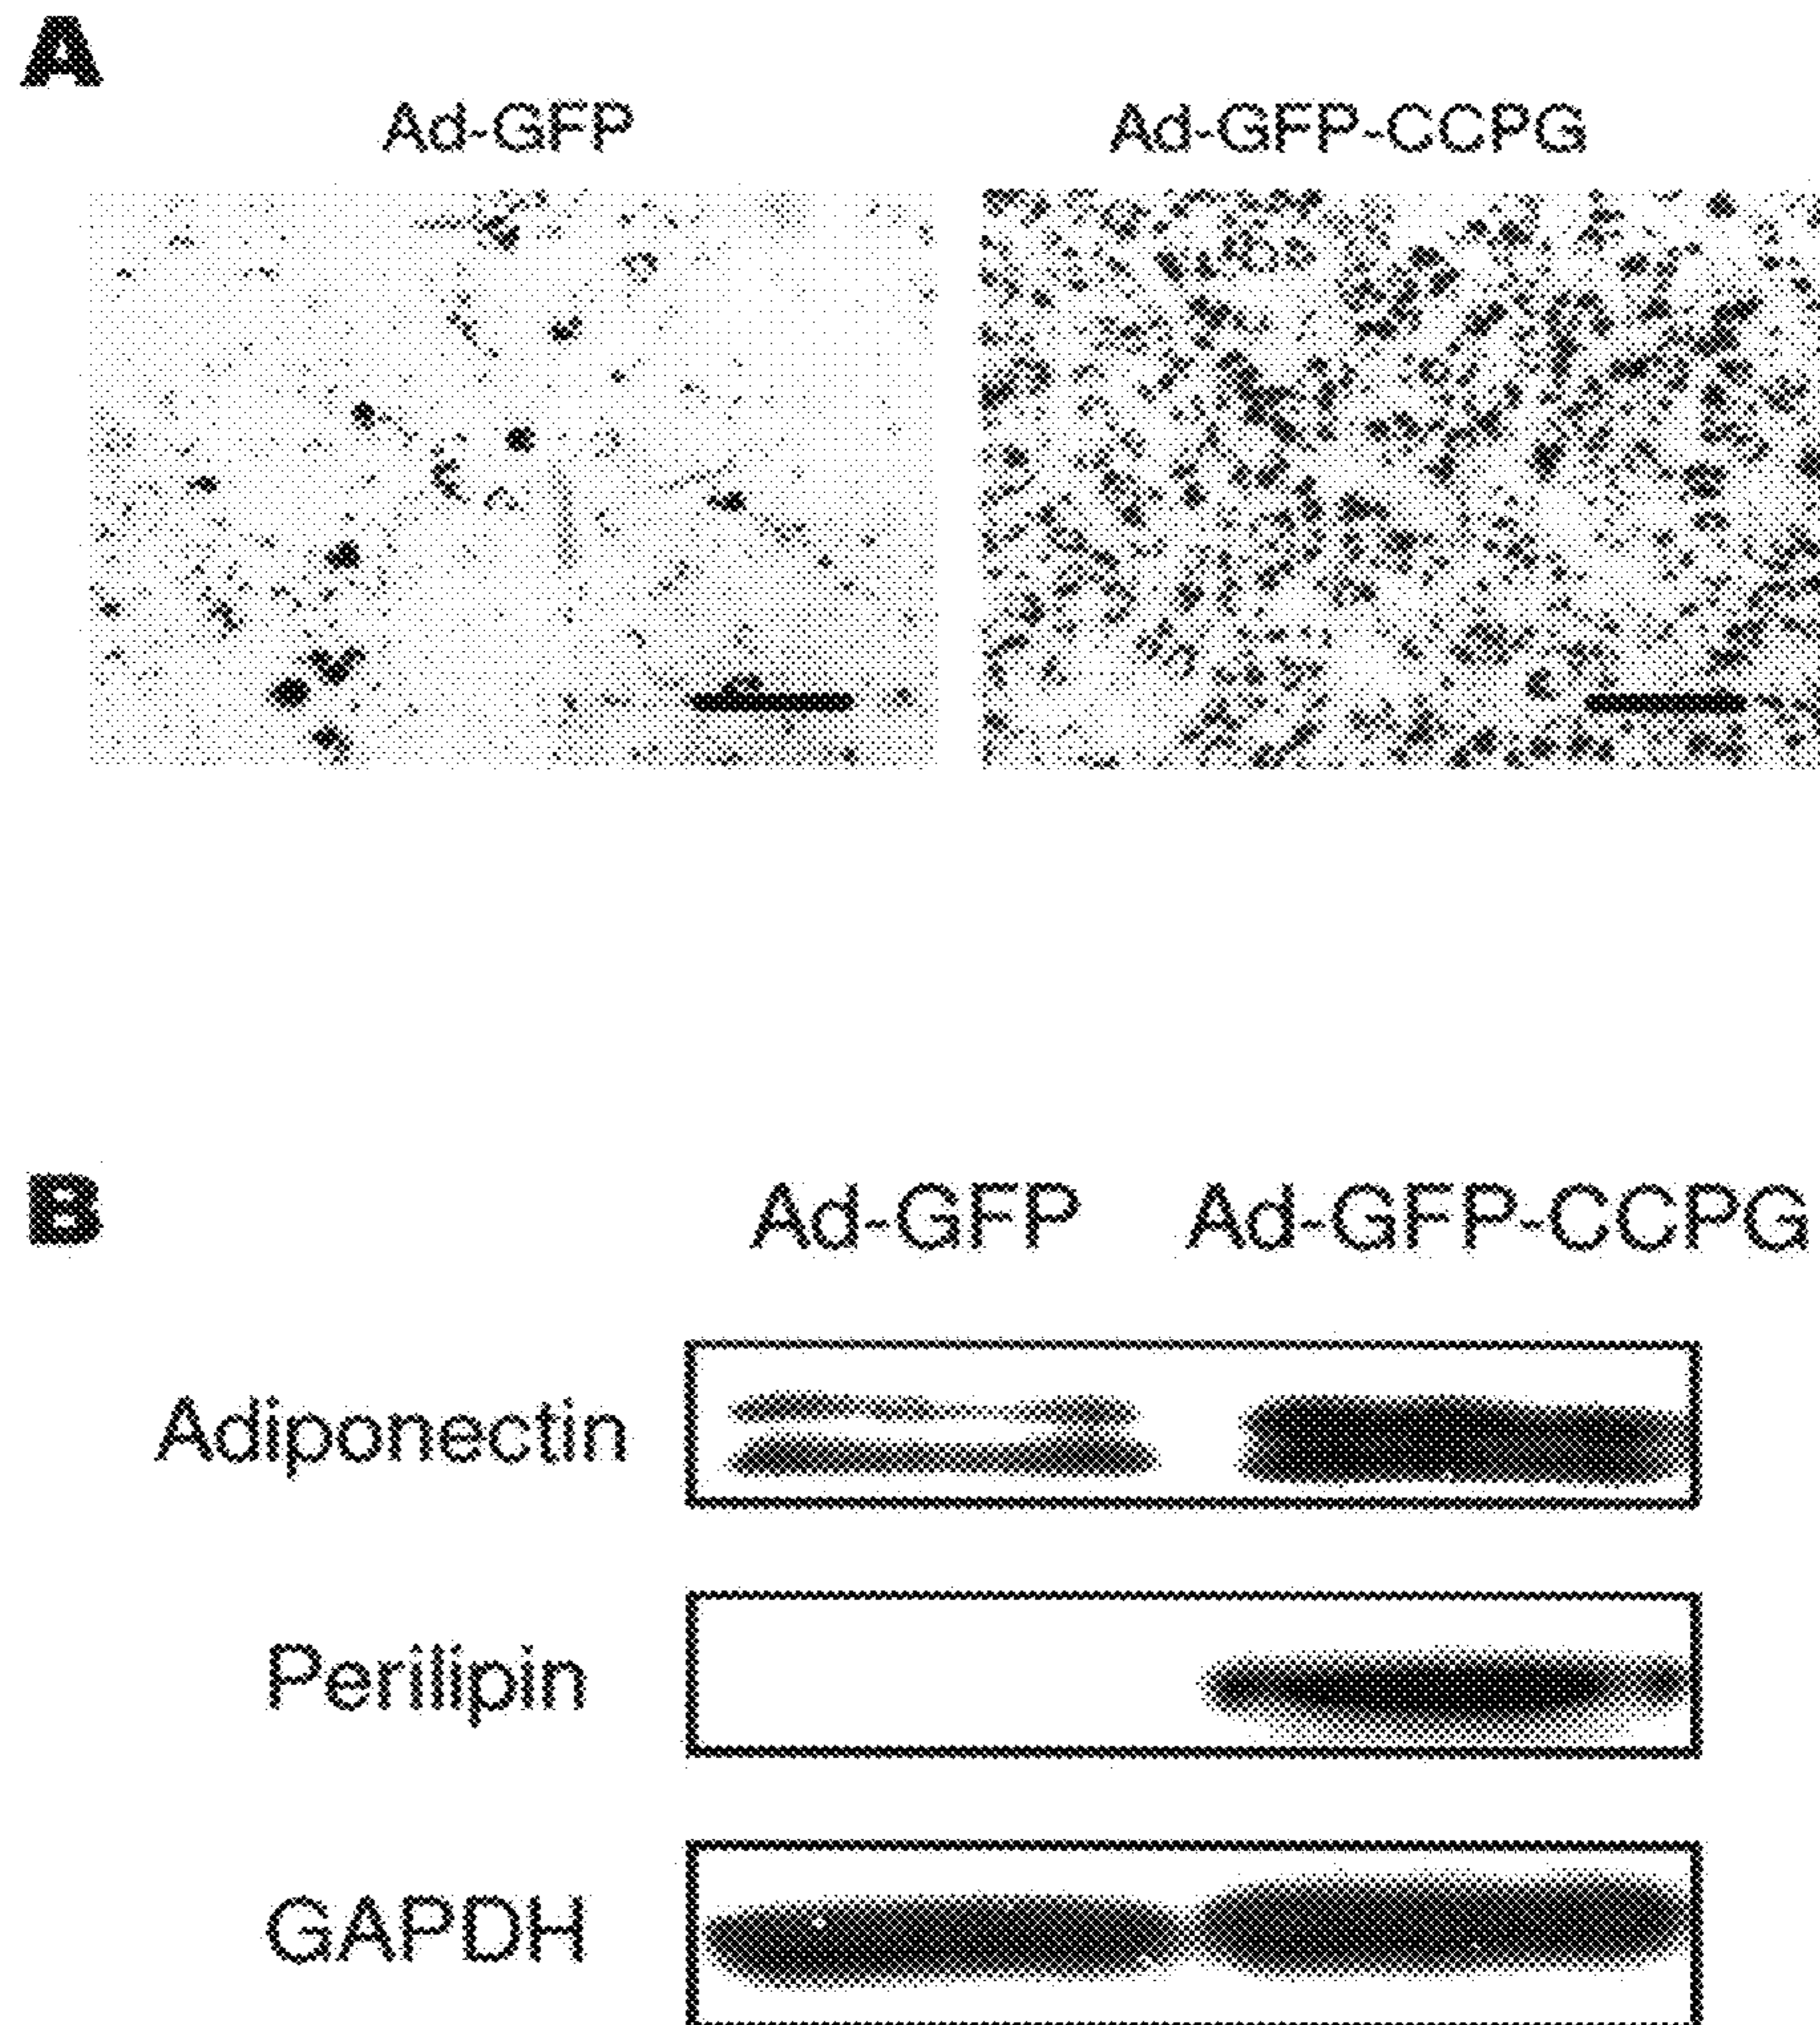 A
Ad-GFP Ad-GFP-CCPG
B
Ad-GFP Ad-GFP-CCPG
Adiponectin
Perilipin
GAPDH